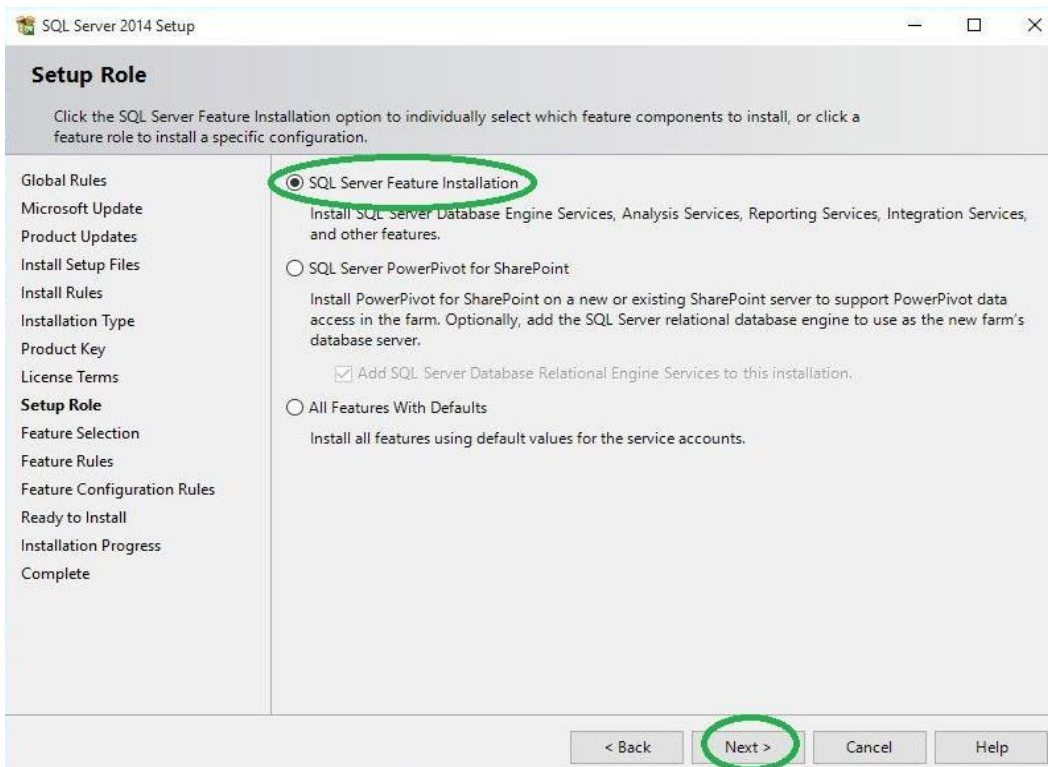 SQL Server 2014 Setup
Setup Role
Click the SQL Server Feature Installation option to individually select which feature components to install, or click a
feature role to install a specific configuration.
Global Rules
Microsoft Update
Product Updates
Install Setup Files
Install Rules
Installation Type
Product Key
License Terms
Setup Role
Feature Selection
Feature Rules
Feature Configuration Rules
Ready to Install
Installation Progress
Complete
SQL Server Feature Installation
Install SQL Server Database Engine Services, Analysis Services, Reporting Services, Integration Services,
and other features.
SQL Server PowerPivot for SharePoint
Install PowerPivot for SharePoint on a new or existing SharePoint server to support PowerPivot data
access in the farm. Optionally, add the SQL Server relational database engine to use as the new farm's
database server.
Add SQL Server Database Relational Engine Services to this installation.
All Features With Defaults
Install all features using default values for the service accounts.
< Back
Next >
Cancel
Help